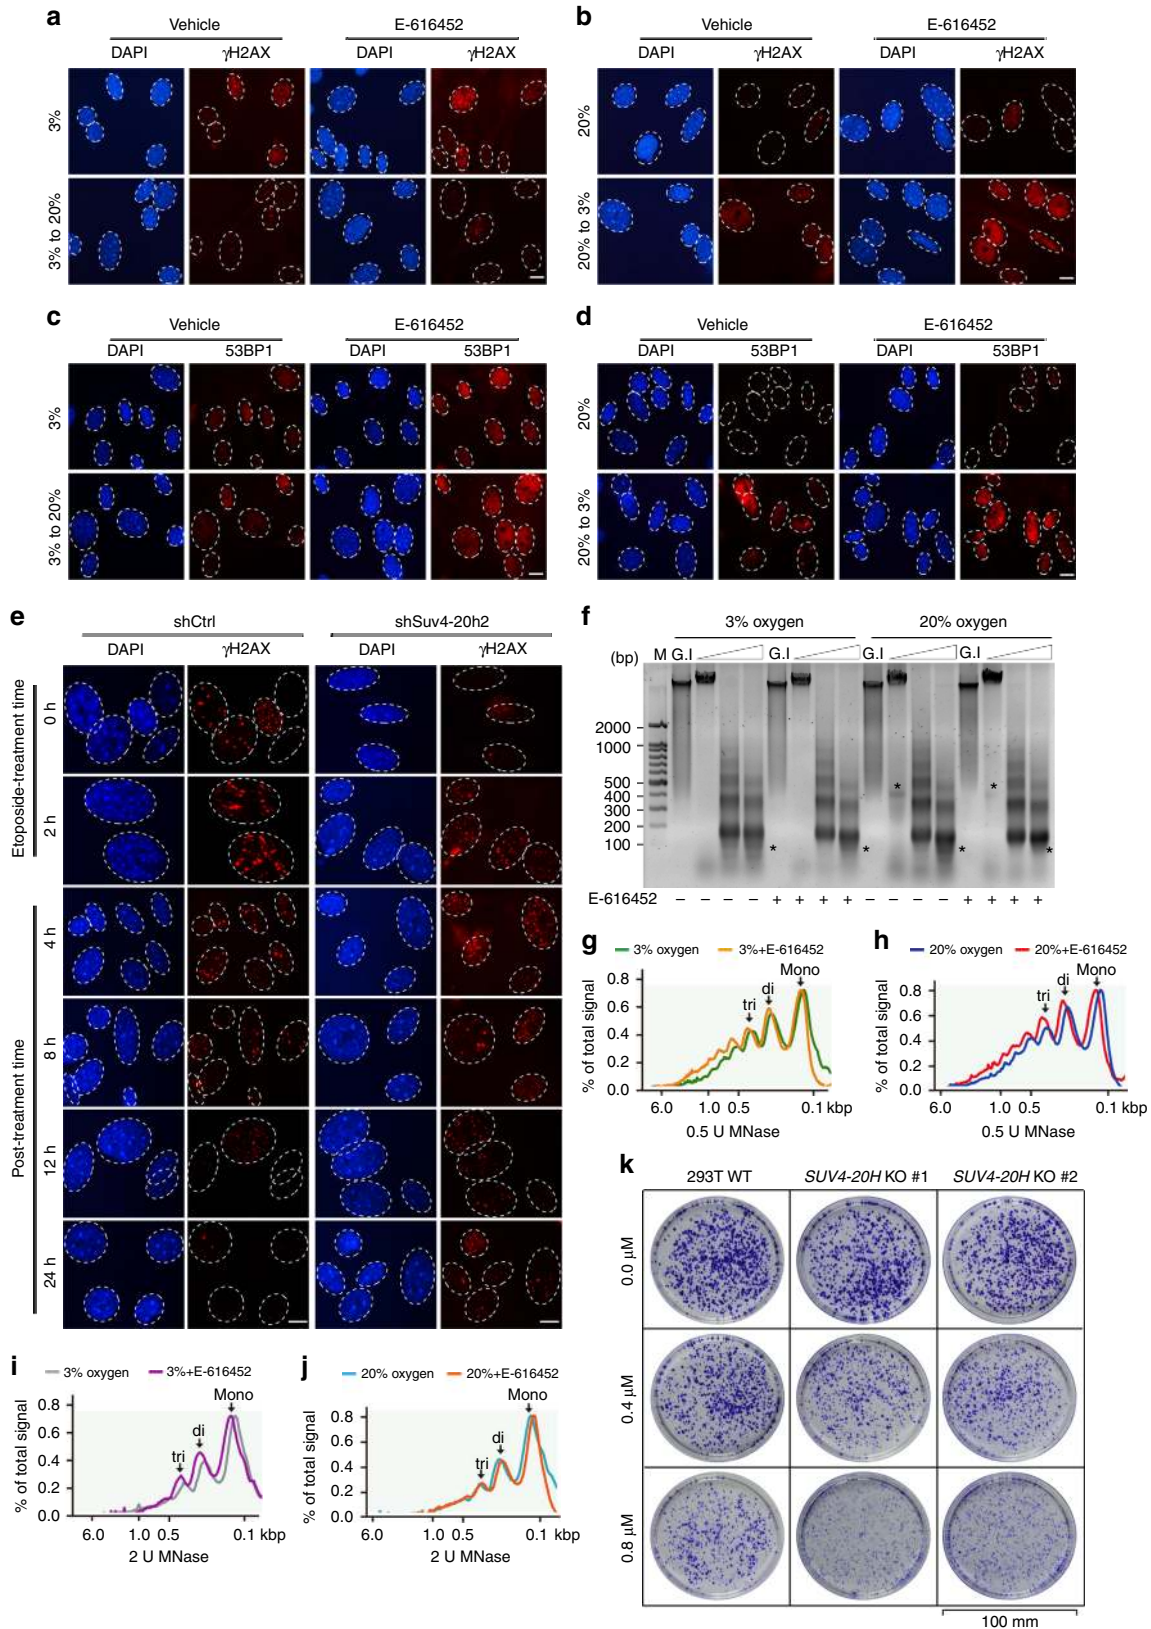 a
Vehicle
E-616452
DAPI
γH2AX
DAPI
γH2AX
3%
3% to 20%
b
Vehicle
E-616452
DAPI
γH2AX
DAPI
γH2AX
20%
20% to 3%
c
Vehicle
E-616452
DAPI
53BP1
DAPI
53BP1
3%
3% to 20%
d
Vehicle
E-616452
DAPI
53BP1
DAPI
53BP1
20%
20% to 3%
e
shCtrl
shSuv4-20h2
DAPI
γH2AX
DAPI
γH2AX
Etoposide-treatment time
0 h
2 h
Post-treatment time
4 h
8 h
12 h
24 h
f
3% oxygen
20% oxygen
(bp)
M G.I
G.I
G.I
G.I
2000
1000
500
400
300
200
100
*
*
*
*
*
*
E-616452 – – – – + + + + – – – – + + + +
g
3% oxygen
3%+E-616452
Mono
di
tri
% of total signal
0.8
0.6
0.4
0.2
0.0
6.0 1.0 0.5 0.1 kbp
0.5 U MNase
h
20% oxygen
20%+E-616452
Mono
di
tri
% of total signal
0.8
0.6
0.4
0.2
0.0
6.0 1.0 0.5 0.1 kbp
0.5 U MNase
i
3% oxygen
3%+E-616452
Mono
di
tri
% of total signal
0.8
0.6
0.4
0.2
0.0
6.0 1.0 0.5 0.1 kbp
2 U MNase
j
20% oxygen
20%+E-616452
Mono
di
tri
% of total signal
0.8
0.6
0.4
0.2
0.0
6.0 1.0 0.5 0.1 kbp
2 U MNase
k
293T WT
SUV4-20H KO #1
SUV4-20H KO #2
0.0 μM
0.4 μM
0.8 μM
100 mm